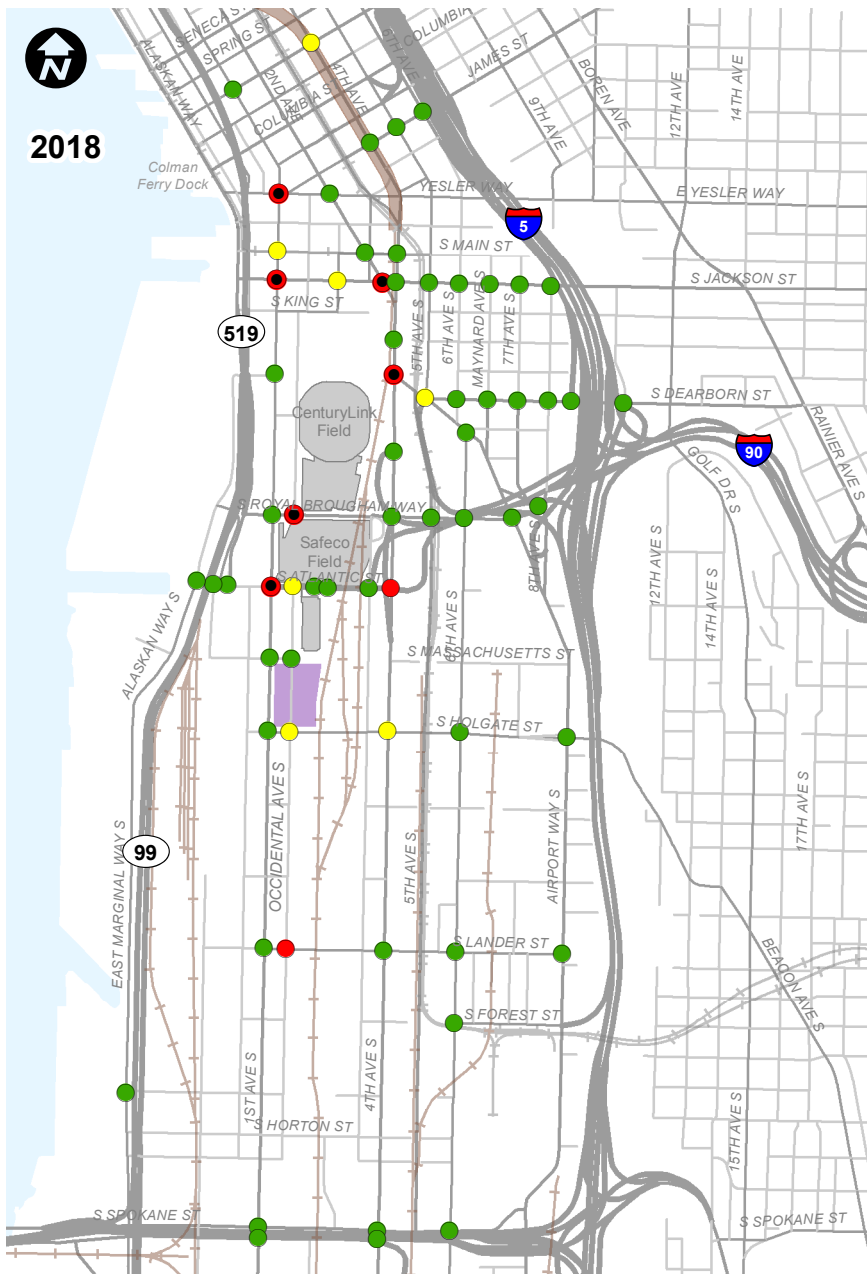 N
2018
SENECA ST
SPRING S
COLUMBIA
6TH AVE
4TH AVE
2ND AVE
COLUMBIA S
ALASKAN WAY
JAMES ST
BOREN AVE
9TH AVE
12TH AVE
14TH AVE
Colman
Ferry Dock
YESLER WAY
E YESLER WAY
5
S MAIN ST
S JACKSON ST
S KING ST
519
5TH AVE S
6TH AVE S
MAYNARD AVE S
7TH AVE S
S DEARBORN ST
CenturyLink
Field
RAINIER AVE S
90
GOLF DR S
S ROYAL BROUGHAM WAY
Safeco
Field
S ATLANTIC ST
8TH AVE S
12TH AVE S
14TH AVE S
ALASKAN WAY S
6TH AVE S
S MASSACHUSETTS ST
S HOLGATE ST
OCCIDENTAL AVE S
5TH AVE S
AIRPORT WAY S
17TH AVE S
99
EAST MARGINAL WAY S
S LANDER ST
BEACON AVE S
S FOREST ST
1ST AVE S
4TH AVE S
S HORTON ST
15TH AVE S
S SPOKANE ST
S SPOKANE ST